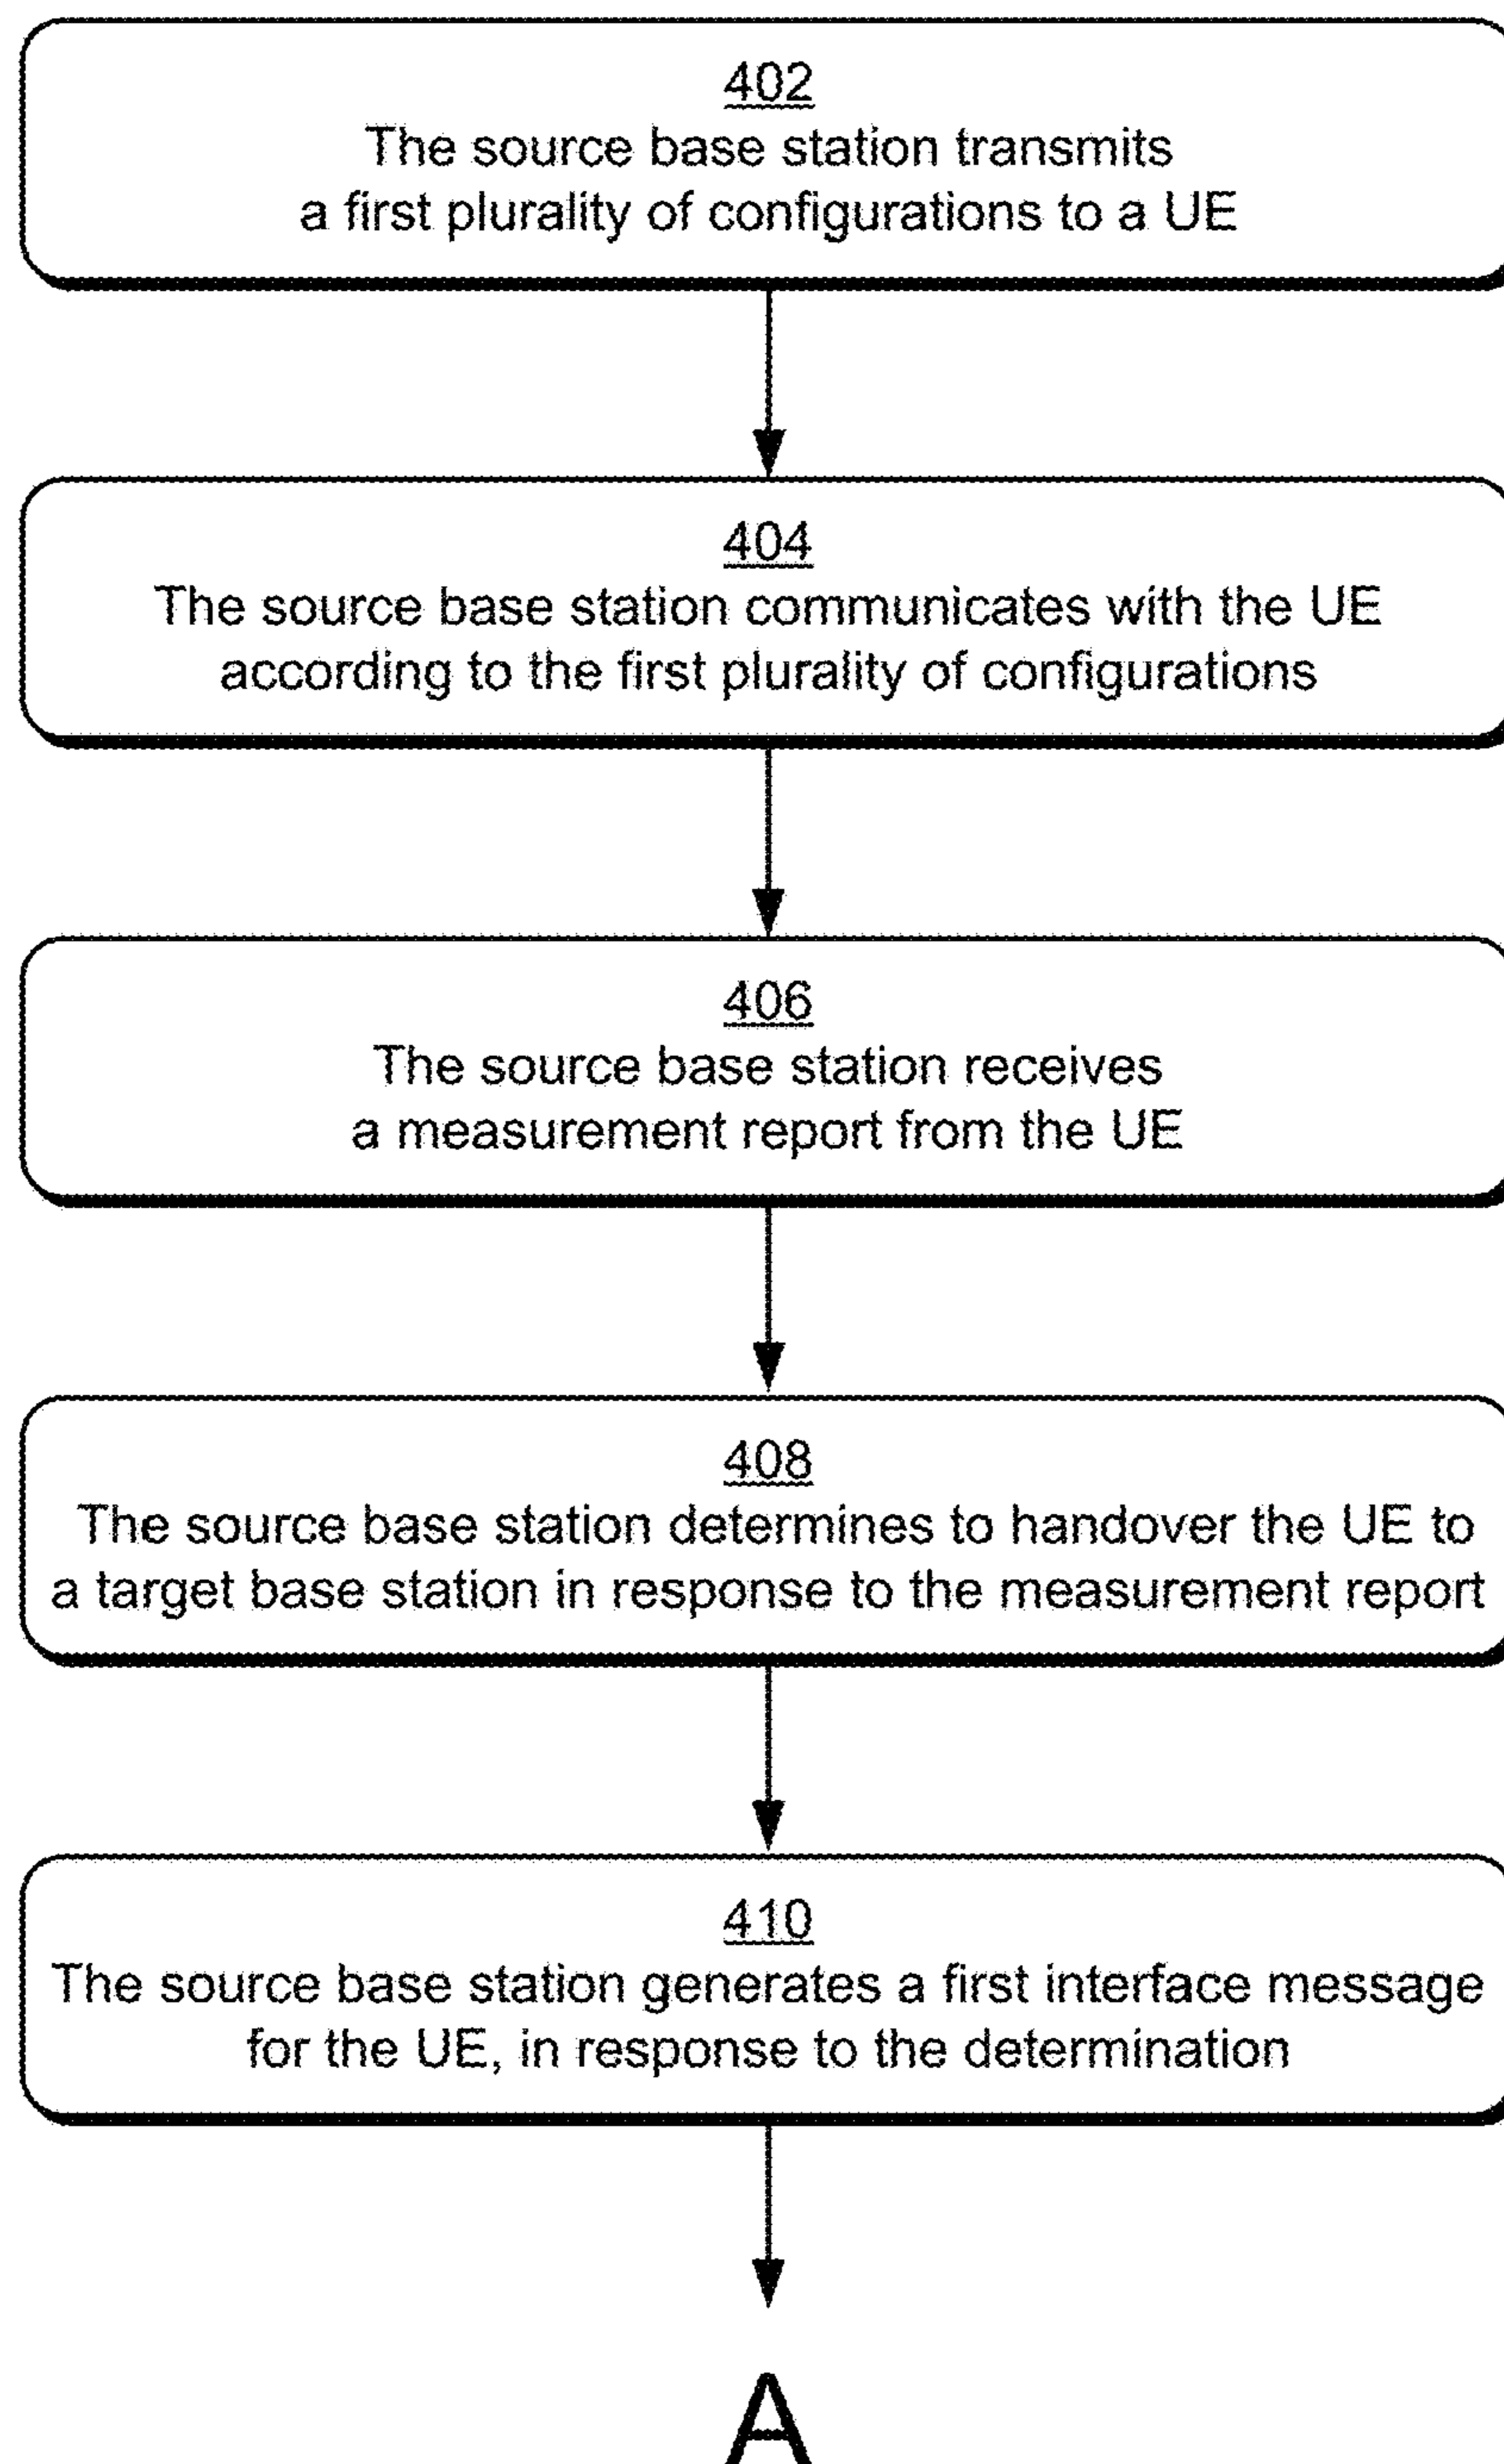 402
The source base station transmits
a first plurality of configurations to a UE
404
The source base station communicates with the UE
according to the first plurality of configurations
406
The source base station receives
a measurement report from the UE
408
The source base station determines to handover the UE to
a target base station in response to the measurement report
410
The source base station generates a first interface message
for the UE, in response to the determination
A